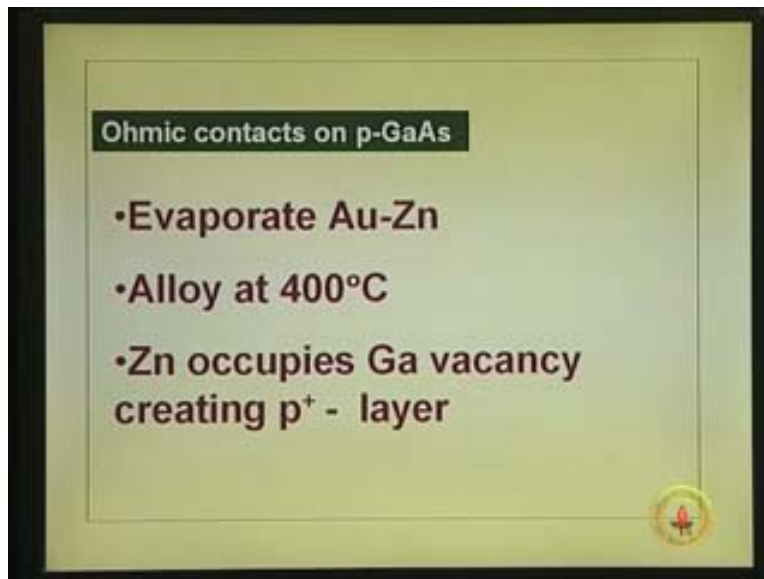 Ohmic contacts on p-GaAs
•Evaporate Au-Zn
•Alloy at 400°C
•Zn occupies Ga vacancy
creating p⁺ - layer